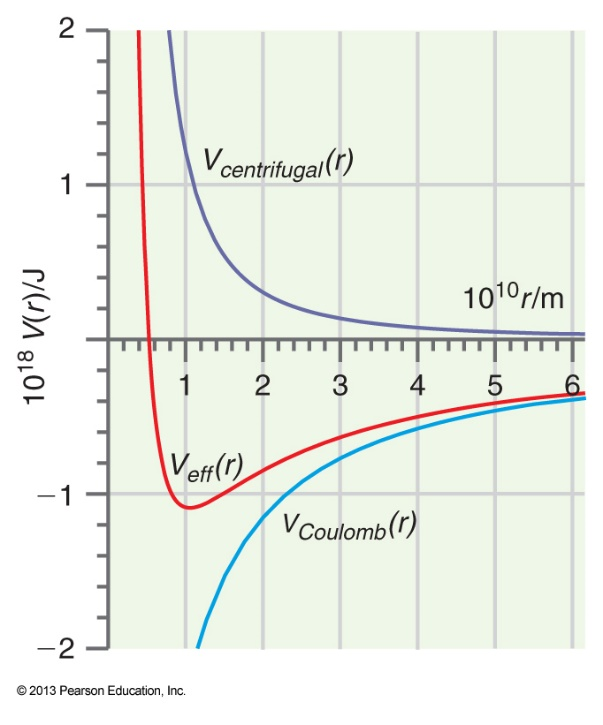 2
V_centrifugal(r)
1
10^18 V(r)/J
10^10 r/m
1 2 3 4 5 6
V_eff(r)
−1
V_Coulomb(r)
−2
© 2013 Pearson Education, Inc.